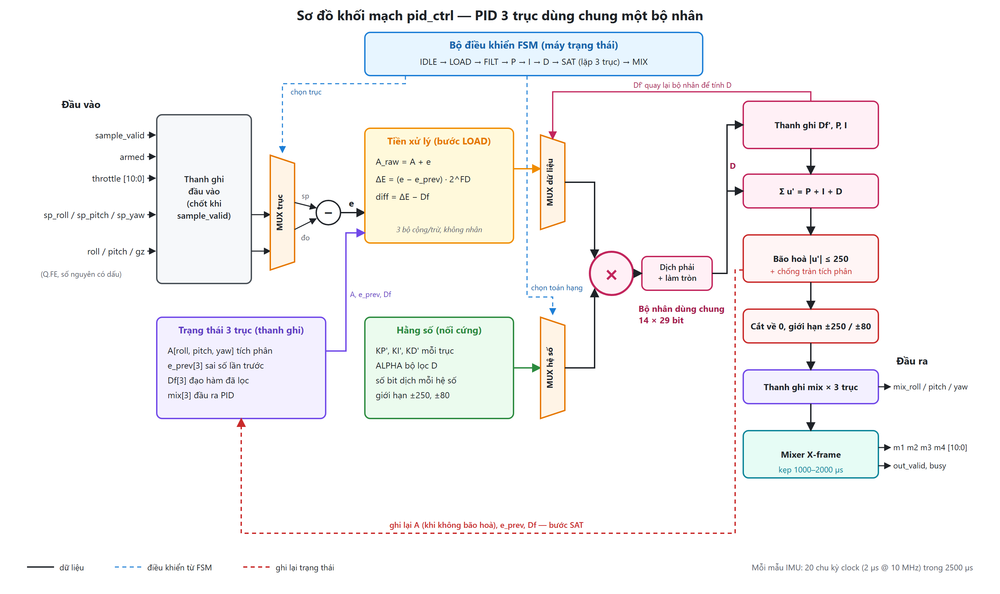 Sơ đồ khối mạch pid_ctrl — PID 3 trục dùng chung một bộ nhân
Bộ điều khiển FSM (máy trạng thái)
IDLE → LOAD → FILT → P → I → D → SAT (lặp 3 trục) → MIX
chọn trục
Df' quay lại bộ nhân để tính D
Đầu vào
sample_valid
armed
throttle [10:0]
sp_roll / sp_pitch / sp_yaw
roll / pitch / gz
(Q.FE, số nguyên có dấu)
Thanh ghi
đầu vào
(chốt khi
sample_valid)
MUX trục
sp
đo
−
e
Tiền xử lý (bước LOAD)
A_raw = A + e
ΔE = (e − e_prev) · 2^FD
diff = ΔE − Df
3 bộ cộng/trừ, không nhân
A, e_prev, Df
MUX dữ liệu
chọn toán hạng
×
Dịch phải
+ làm tròn
Bộ nhân dùng chung
14 × 29 bit
D
Thanh ghi Df', P, I
Σ u' = P + I + D
Bão hoà |u'| ≤ 250
+ chống tràn tích phân
Cắt về 0, giới hạn ±250 / ±80
Trạng thái 3 trục (thanh ghi)
A[roll, pitch, yaw] tích phân
e_prev[3] sai số lần trước
Df[3] đạo hàm đã lọc
mix[3] đầu ra PID
Hằng số (nối cứng)
KP', KI', KD' mỗi trục
ALPHA bộ lọc D
số bit dịch mỗi hệ số
giới hạn ±250, ±80
MUX hệ số
Đầu ra
Thanh ghi mix × 3 trục
mix_roll / pitch / yaw
Mixer X-frame
kẹp 1000–2000 µs
m1 m2 m3 m4 [10:0]
out_valid, busy
ghi lại A (khi không bão hoà), e_prev, Df — bước SAT
dữ liệu
điều khiển từ FSM
ghi lại trạng thái
Mỗi mẫu IMU: 20 chu kỳ clock (2 µs @ 10 MHz) trong 2500 µs